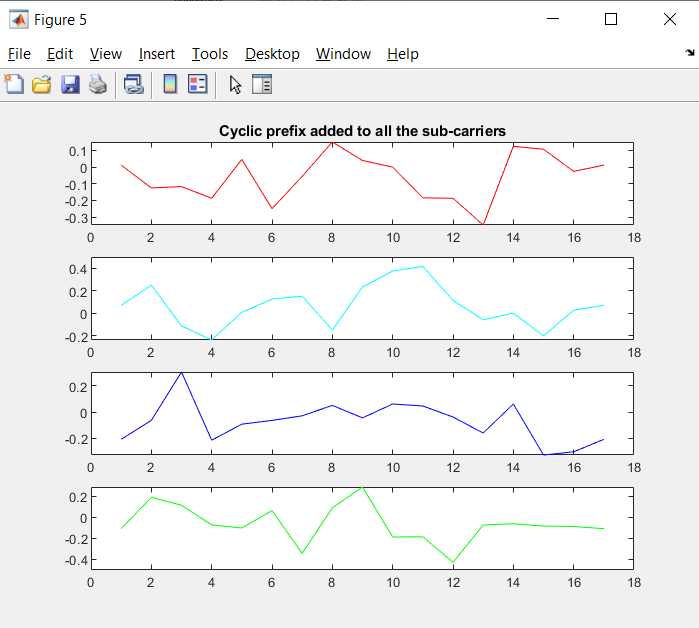 Figure 5
File Edit View Insert Tools Desktop Window Help
Cyclic prefix added to all the sub-carriers
0.1
0
-0.1
-0.2
-0.3
0 2 4 6 8 10 12 14 16 18
0.4
0.2
0
-0.2
0 2 4 6 8 10 12 14 16 18
0.2
0
-0.2
0 2 4 6 8 10 12 14 16 18
0.2
0
-0.2
-0.4
0 2 4 6 8 10 12 14 16 18